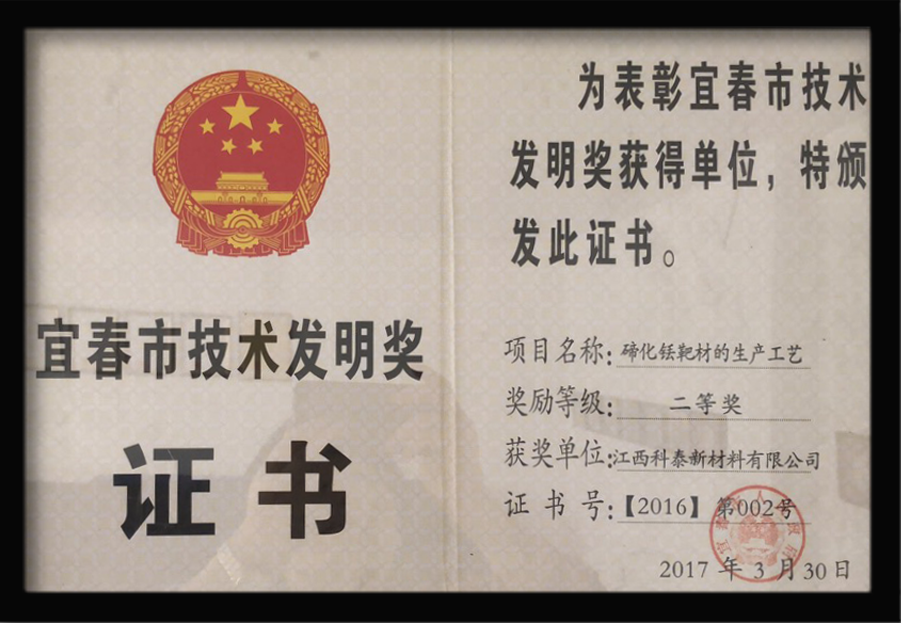 宜春市技术发明奖
证书
为表彰宜春市技术
发明奖获得单位，特颁
发此证书。
项目名称：碲化铥靶材的生产工艺
奖励等级：二等奖
获奖单位：江西科泰新材料有限公司
证书号：【2016】第002号
2017年3月30日